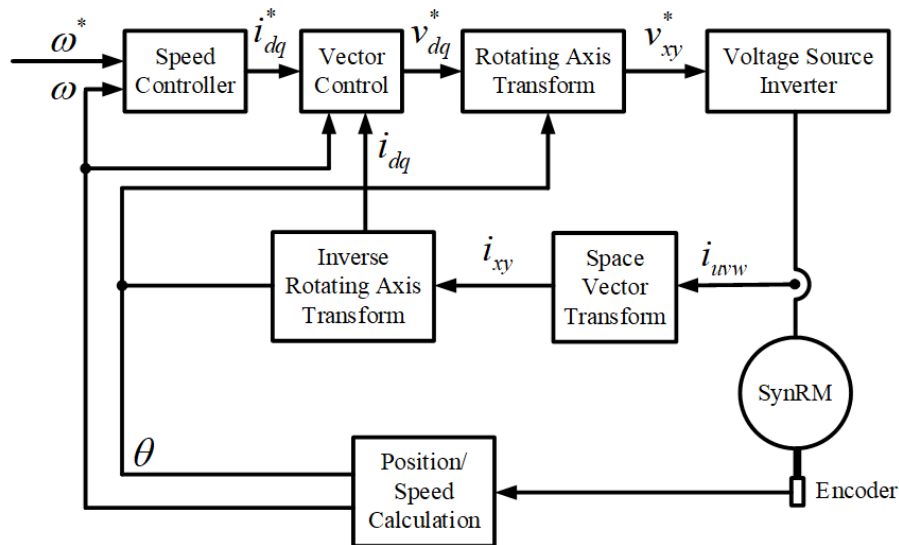 ω*
ω
Speed
Controller
i*dq
Vector
Control
v*dq
Rotating Axis
Transform
v*xy
Voltage Source
Inverter
idq
Inverse
Rotating Axis
Transform
ixy
Space
Vector
Transform
iuvw
SynRM
θ
Position/
Speed
Calculation
Encoder